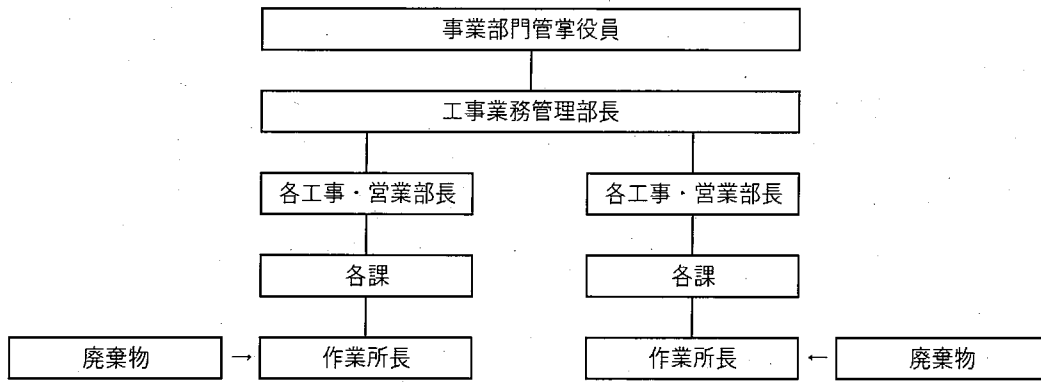 事業部門管掌役員
工事業務管理部長
各工事・営業部長
各工事・営業部長
各課
各課
廃棄物 → 作業所長
作業所長 ← 廃棄物